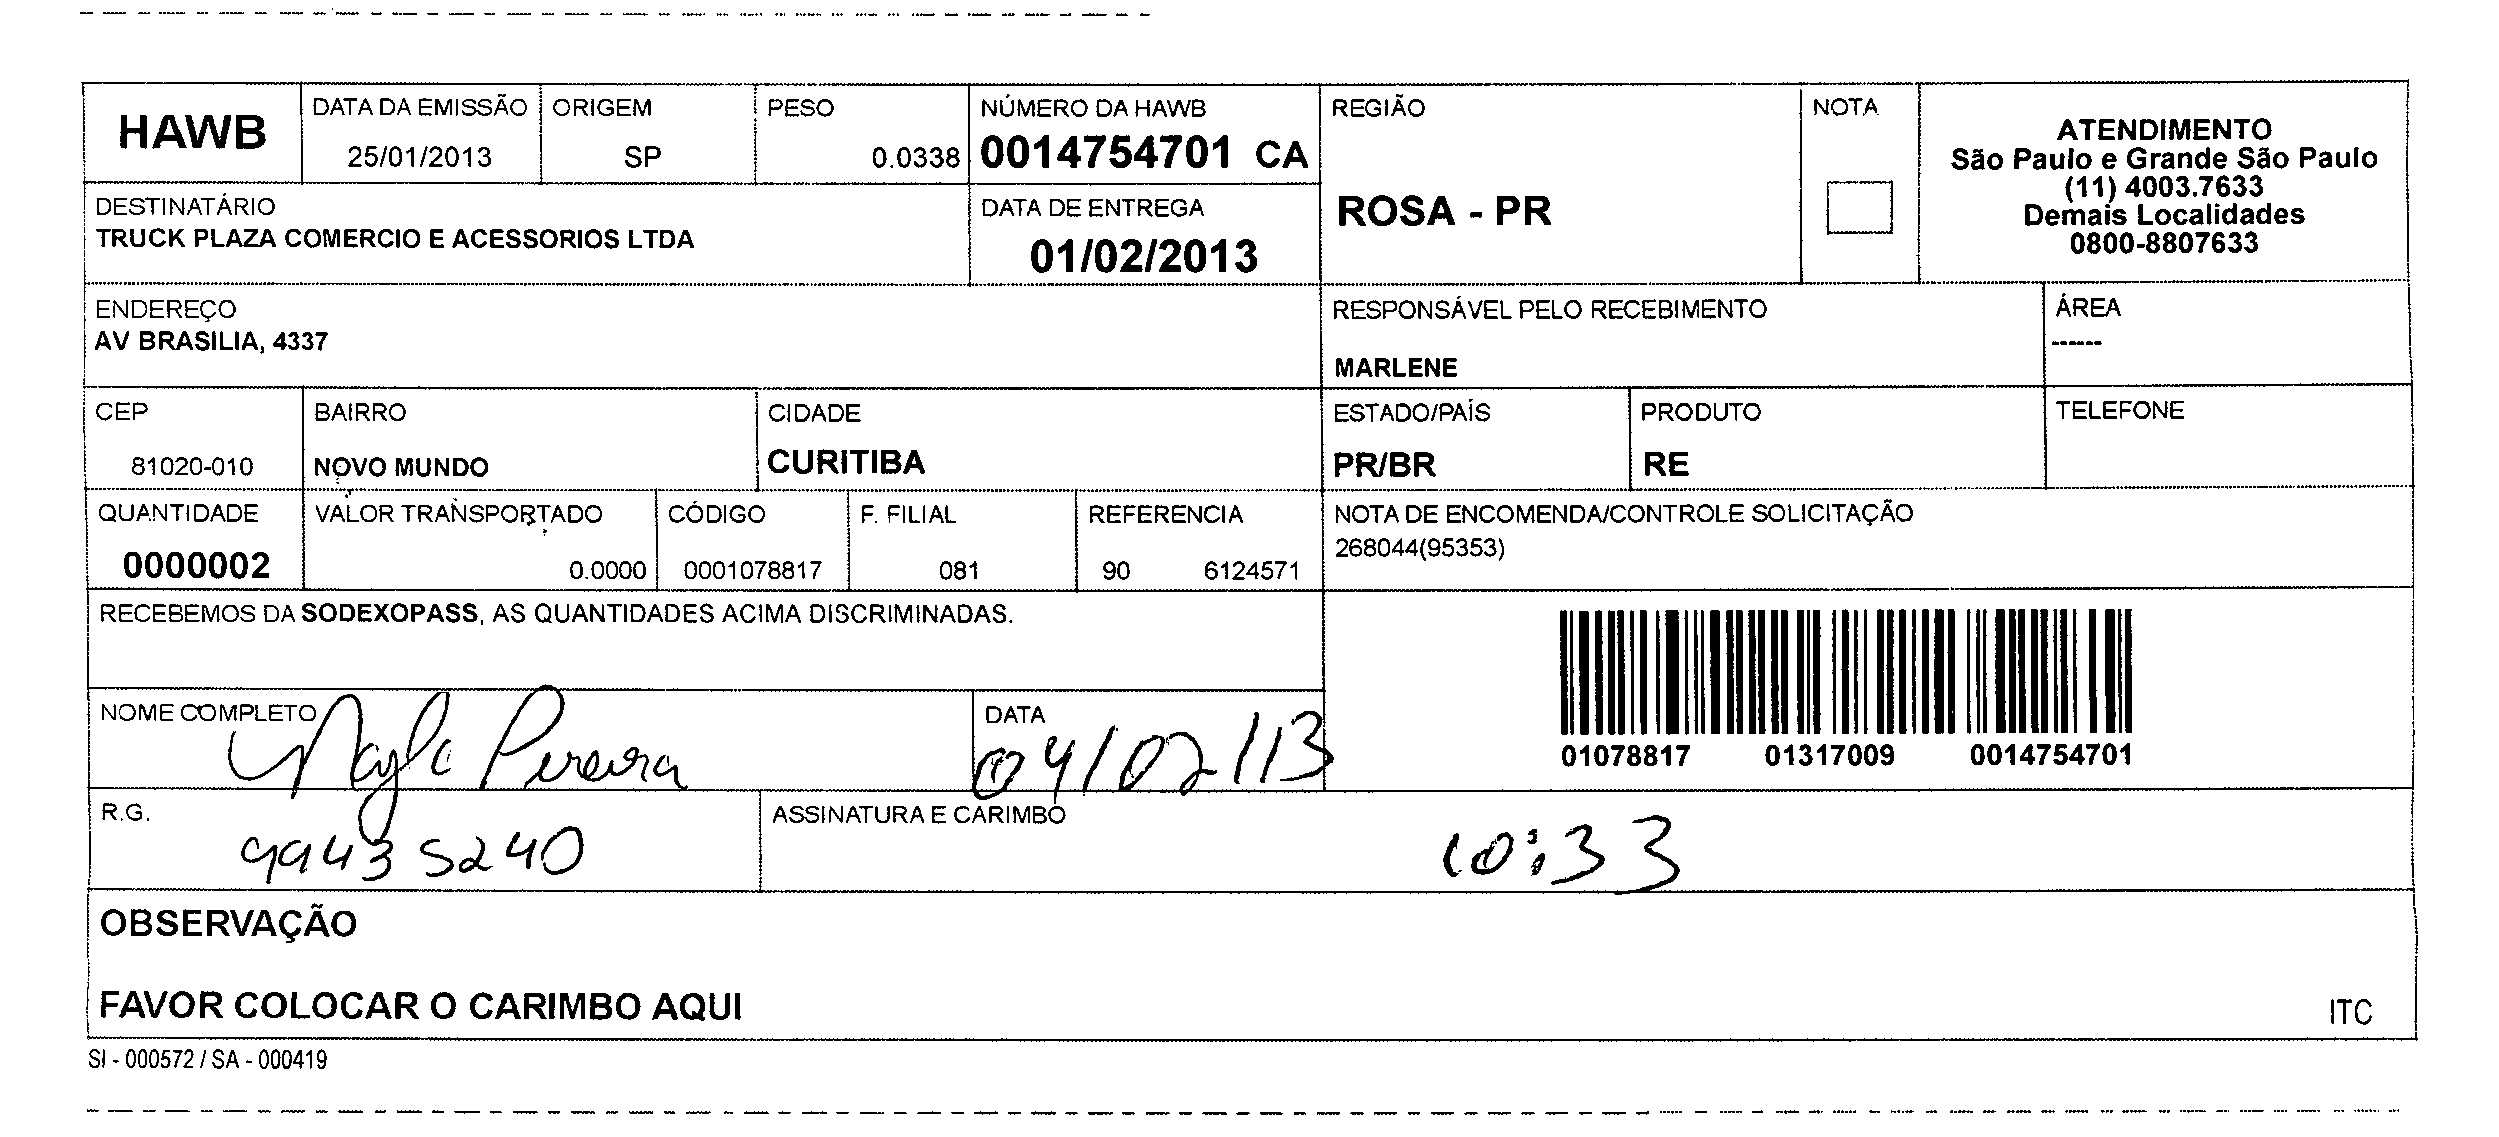 HAWB DATA DA EMISSÃO ORIGEM PESO NÚMERO DA HAWB REGIÃO NOTA
25/01/2013 SP 0.0338 0014754701 CA
ATENDIMENTO
São Paulo e Grande São Paulo
(11) 4003.7633
Demais Localidades
0800-8807633
DESTINATÁRIO DATA DE ENTREGA ROSA - PR
TRUCK PLAZA COMERCIO E ACESSORIOS LTDA 01/02/2013
ENDEREÇO RESPONSÁVEL PELO RECEBIMENTO ÁREA
AV BRASILIA, 4337 MARLENE ------
CEP BAIRRO CIDADE ESTADO/PAÍS PRODUTO TELEFONE
81020-010 NOVO MUNDO CURITIBA PR/BR RE
QUANTIDADE VALOR TRANSPORTADO CÓDIGO F. FILIAL REFERENCIA NOTA DE ENCOMENDA/CONTROLE SOLICITAÇÃO
0000002 0.0000 0001078817 081 90 6124571 268044(95353)
RECEBEMOS DA SODEXOPASS, AS QUANTIDADES ACIMA DISCRIMINADAS.
NOME COMPLETO Nayla Pereira DATA 04/02/13
01078817 01317009 0014754701
R.G. 99435240 ASSINATURA E CARIMBO 10:33
OBSERVAÇÃO
FAVOR COLOCAR O CARIMBO AQUI ITC
SI - 000572 / SA - 000419